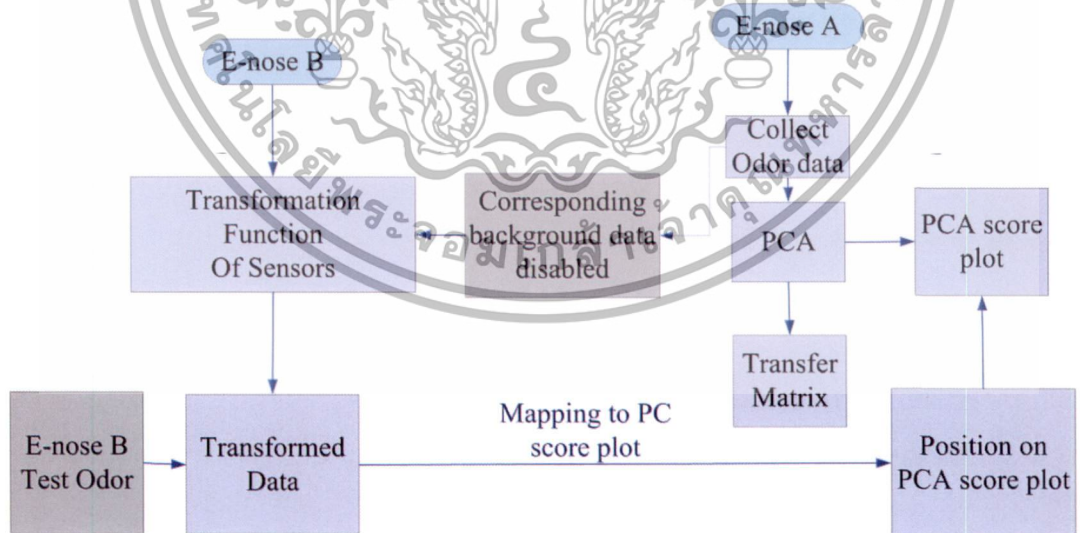 E-nose A
E-nose B
Collect
Odor data
Transformation
Function
Of Sensors
Corresponding
background data
disabled
PCA
PCA score
plot
Transfer
Matrix
Mapping to PC
score plot
E-nose B
Test Odor
Transformed
Data
Position on
PCA score plot